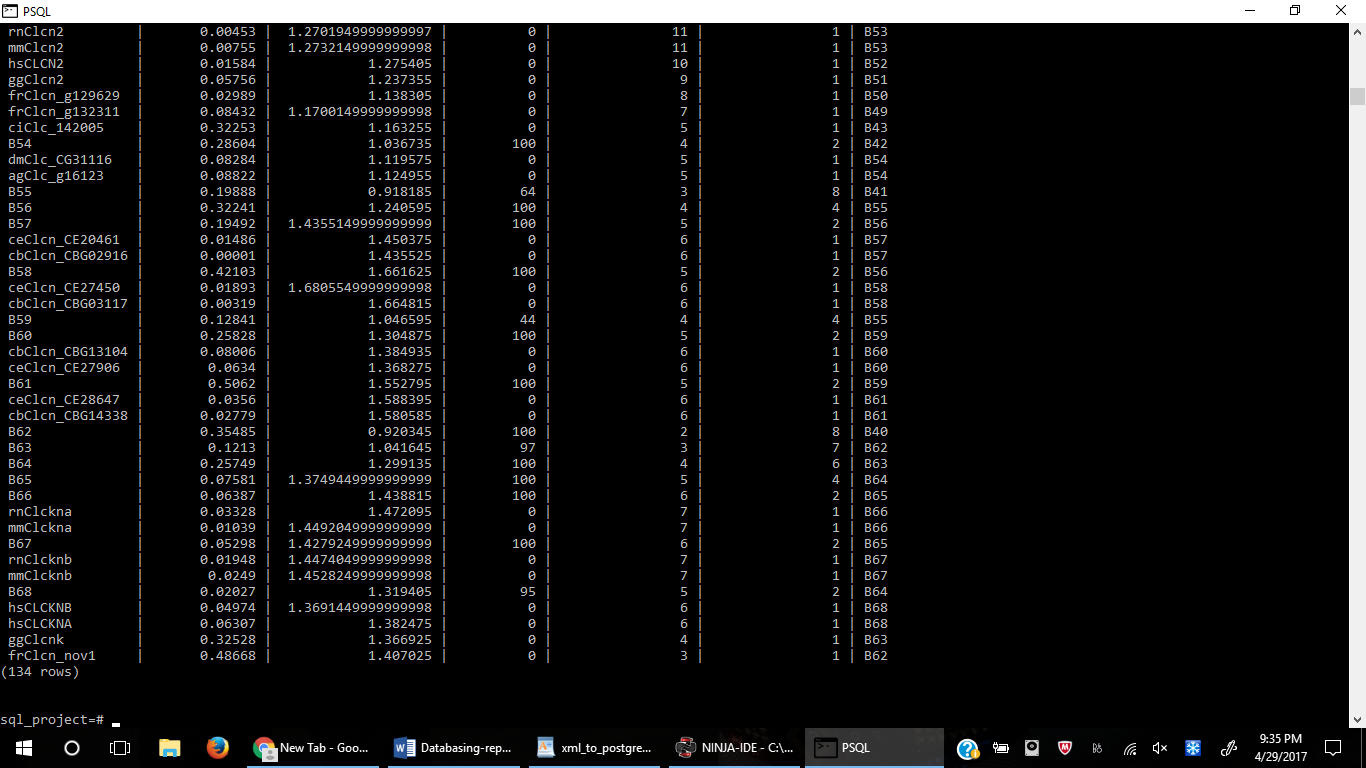 PSQL
rnClcn2 | 0.00453 | 1.2701949999999997 | 0 | 11 | 1 | B53
mmClcn2 | 0.00755 | 1.2732149999999998 | 0 | 11 | 1 | B53
hsCLCN2 | 0.01584 | 1.275405 | 0 | 10 | 1 | B52
ggClcn2 | 0.05756 | 1.237355 | 0 | 9 | 1 | B51
frClcn_g129629 | 0.02989 | 1.138305 | 0 | 8 | 1 | B50
frClcn_g132311 | 0.08432 | 1.1700149999999998 | 0 | 7 | 1 | B49
ciClc_142005 | 0.32253 | 1.163255 | 0 | 5 | 1 | B43
B54 | 0.28604 | 1.036735 | 100 | 4 | 2 | B42
dmClc_CG31116 | 0.08284 | 1.119575 | 0 | 5 | 1 | B54
agClc_g16123 | 0.08822 | 1.124955 | 0 | 5 | 1 | B54
B55 | 0.19888 | 0.918185 | 64 | 3 | 8 | B41
B56 | 0.32241 | 1.240595 | 100 | 4 | 4 | B55
B57 | 0.19492 | 1.4355149999999999 | 100 | 5 | 2 | B56
ceClcn_CE20461 | 0.01486 | 1.450375 | 0 | 6 | 1 | B57
cbClcn_CBG02916 | 0.00001 | 1.435525 | 0 | 6 | 1 | B57
B58 | 0.42103 | 1.661625 | 100 | 5 | 2 | B56
ceClcn_CE27450 | 0.01893 | 1.6805549999999998 | 0 | 6 | 1 | B58
cbClcn_CBG03117 | 0.00319 | 1.664815 | 0 | 6 | 1 | B58
B59 | 0.12841 | 1.046595 | 44 | 4 | 4 | B55
B60 | 0.25828 | 1.304875 | 100 | 5 | 2 | B59
cbClcn_CBG13104 | 0.08006 | 1.384935 | 0 | 6 | 1 | B60
ceClcn_CE27906 | 0.0634 | 1.368275 | 0 | 6 | 1 | B60
B61 | 0.5062 | 1.552795 | 100 | 5 | 2 | B59
ceClcn_CE28647 | 0.0356 | 1.588395 | 0 | 6 | 1 | B61
cbClcn_CBG14338 | 0.02779 | 1.580585 | 0 | 6 | 1 | B61
B62 | 0.35485 | 0.920345 | 100 | 2 | 8 | B40
B63 | 0.1213 | 1.041645 | 97 | 3 | 7 | B62
B64 | 0.25749 | 1.299135 | 100 | 4 | 6 | B63
B65 | 0.07581 | 1.3749449999999999 | 100 | 5 | 4 | B64
B66 | 0.06387 | 1.438815 | 100 | 6 | 2 | B65
rnClckna | 0.03328 | 1.472095 | 0 | 7 | 1 | B66
mmClckna | 0.01039 | 1.4492049999999999 | 0 | 7 | 1 | B66
B67 | 0.05298 | 1.4279249999999999 | 100 | 6 | 2 | B65
rnClcknb | 0.01948 | 1.4474049999999998 | 0 | 7 | 1 | B67
mmClcknb | 0.0249 | 1.4528249999999998 | 0 | 7 | 1 | B67
B68 | 0.02027 | 1.319405 | 95 | 5 | 2 | B64
hsCLCKNB | 0.04974 | 1.3691449999999998 | 0 | 6 | 1 | B68
hsCLCKNA | 0.06307 | 1.382475 | 0 | 6 | 1 | B68
ggClcnk | 0.32528 | 1.366925 | 0 | 4 | 1 | B63
frClcn_nov1 | 0.48668 | 1.407025 | 0 | 3 | 1 | B62
(134 rows)
sql_project=#
New Tab - Goo... Databasing-rep... xml_to_postgre... NINJA-IDE - C:\... PSQL
9:35 PM
4/29/2017